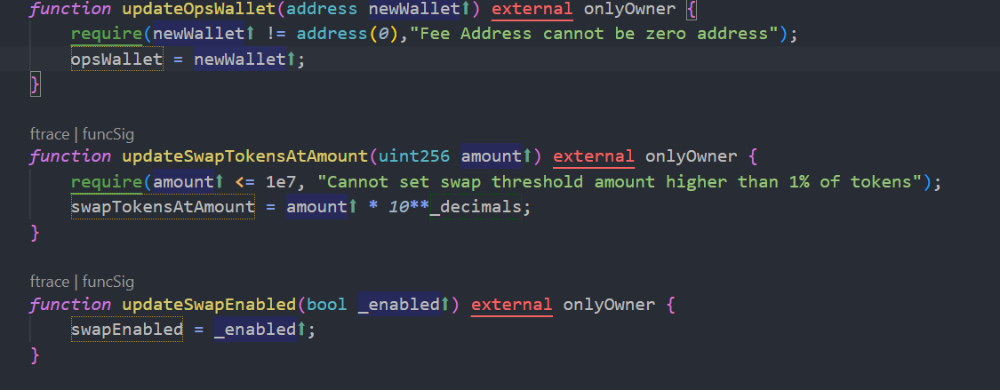 function updateOpsWallet(address newWallet⬆) external onlyOwner {
require(newWallet⬆ != address(0),"Fee Address cannot be zero address");
opsWallet = newWallet⬆;
}
ftrace | funcSig
function updateSwapTokensAtAmount(uint256 amount⬆) external onlyOwner {
require(amount⬆ <= 1e7, "Cannot set swap threshold amount higher than 1% of tokens");
swapTokensAtAmount = amount⬆ * 10**_decimals;
}
ftrace | funcSig
function updateSwapEnabled(bool _enabled⬆) external onlyOwner {
swapEnabled = _enabled⬆;
}